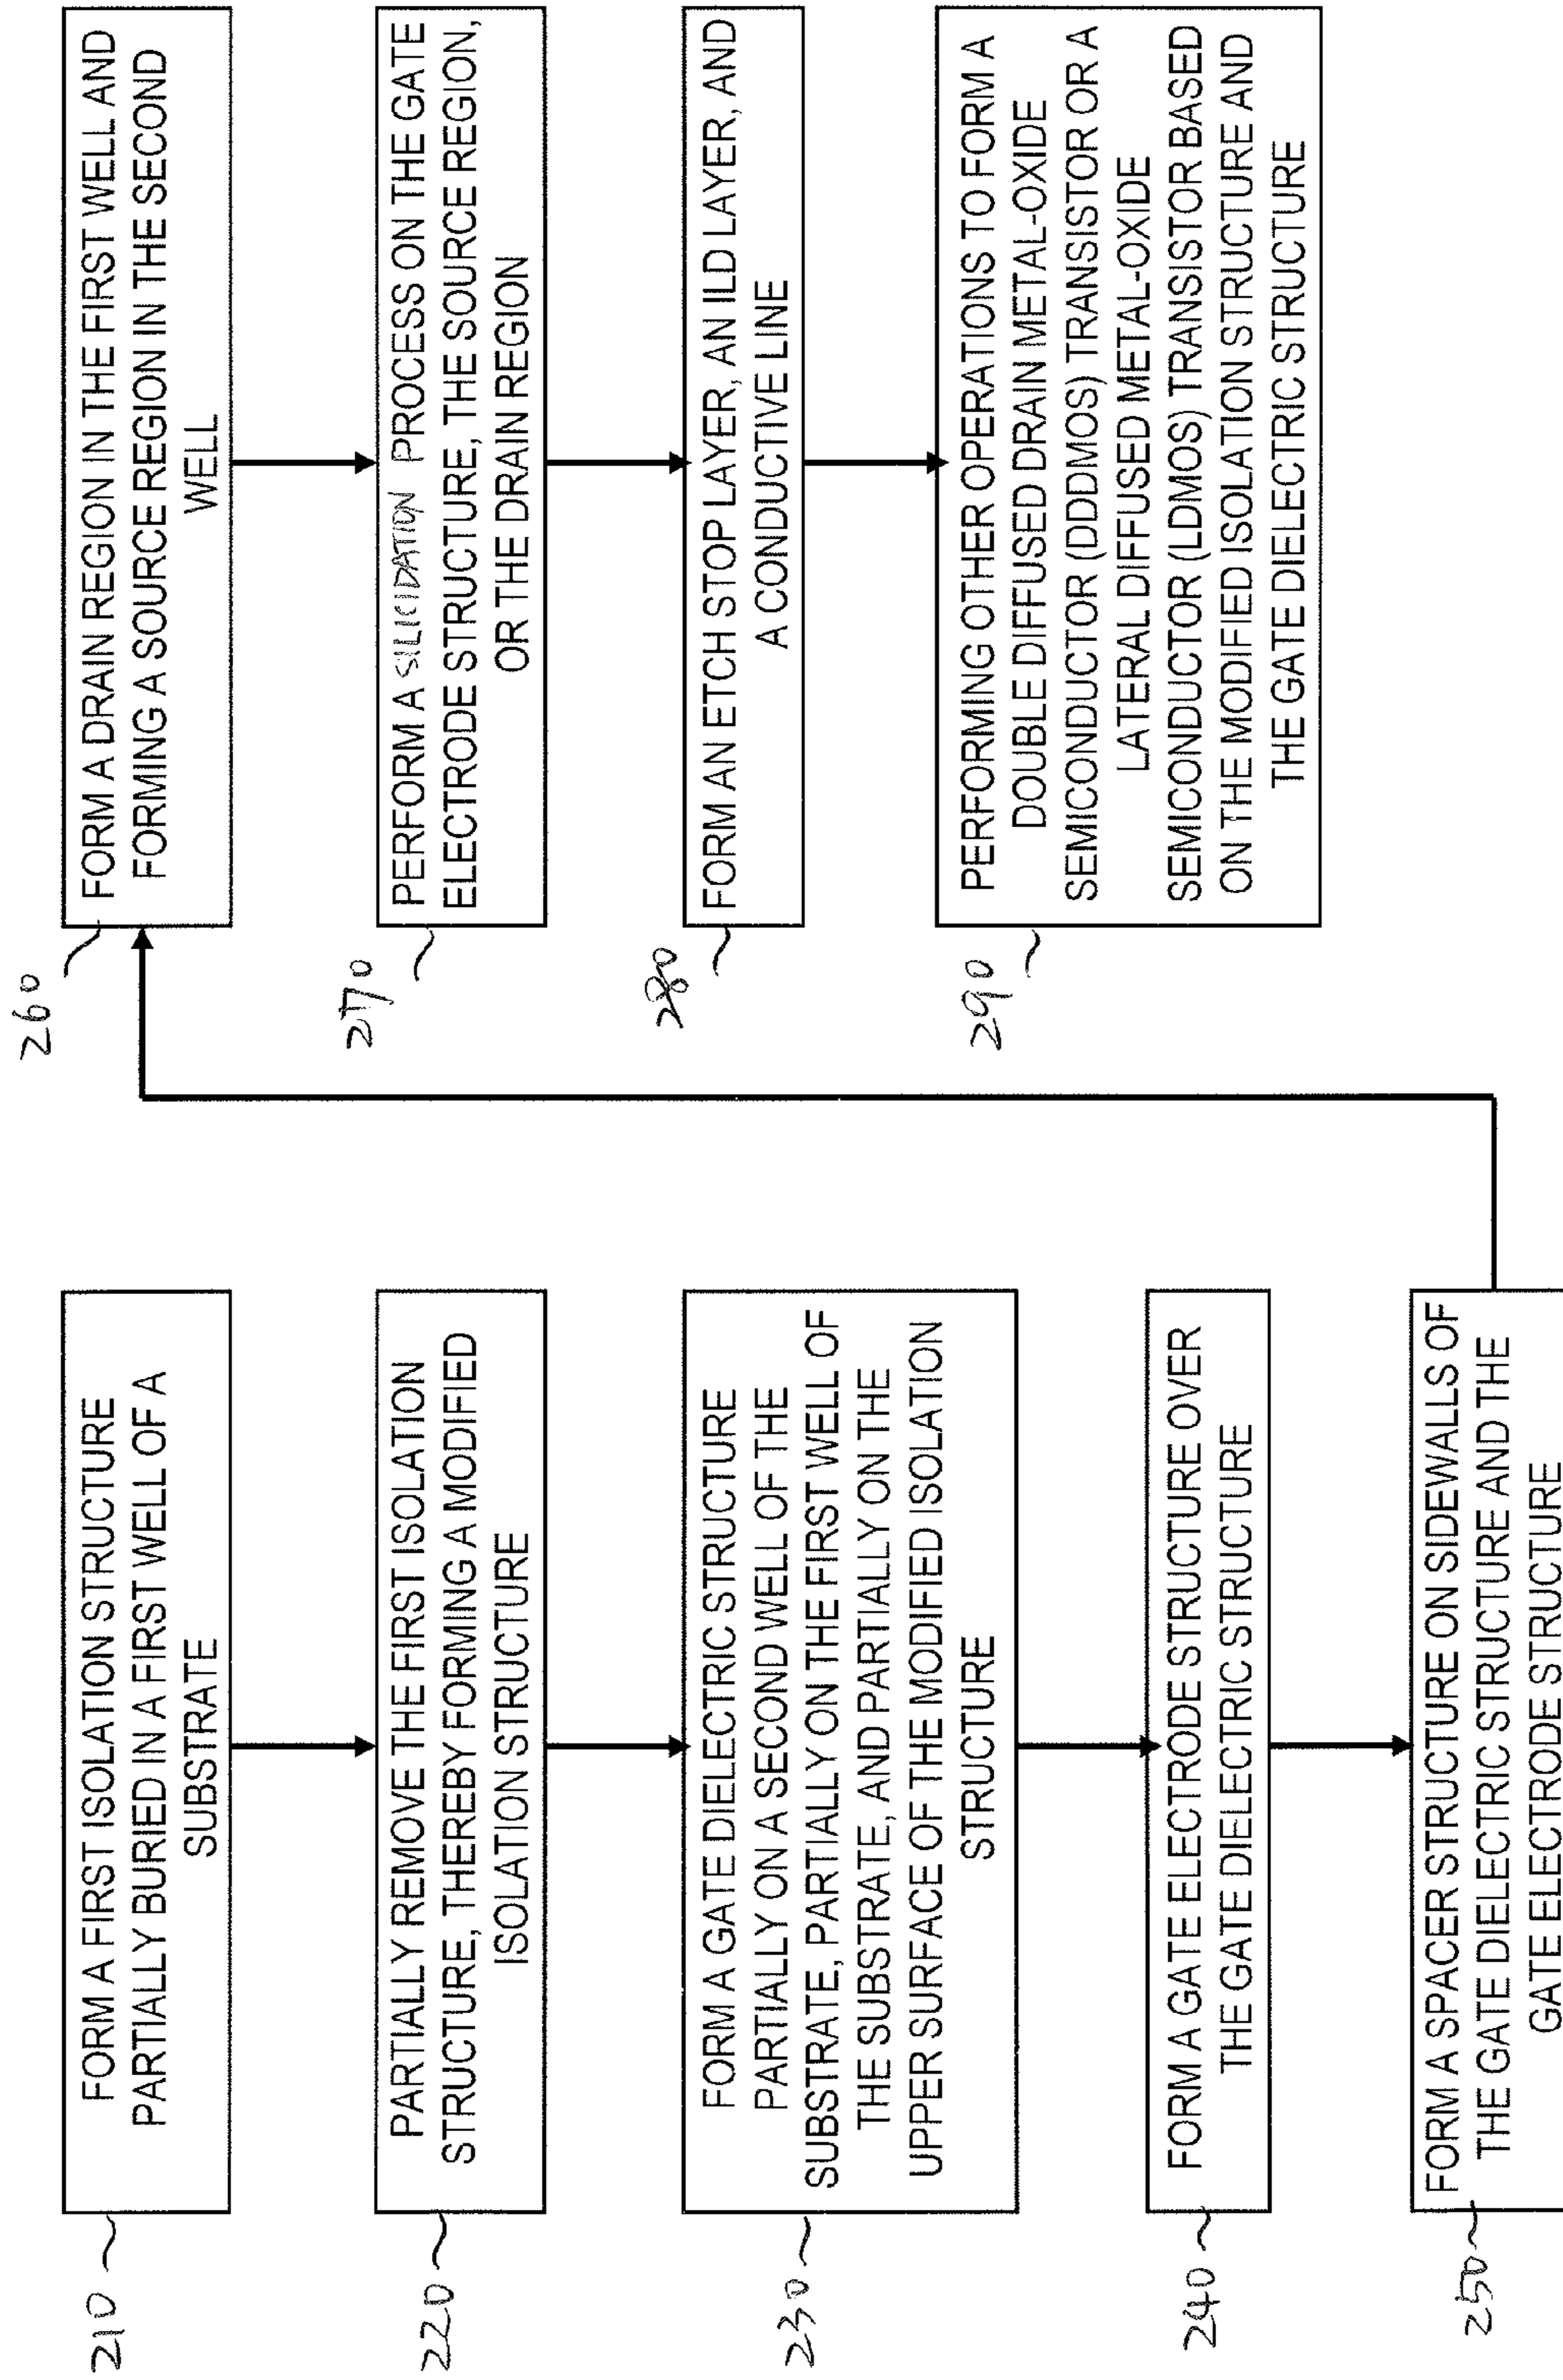 210
FORM A FIRST ISOLATION STRUCTURE
PARTIALLY BURIED IN A FIRST WELL OF A
SUBSTRATE
220
PARTIALLY REMOVE THE FIRST ISOLATION
STRUCTURE, THEREBY FORMING A MODIFIED
ISOLATION STRUCTURE
230
FORM A GATE DIELECTRIC STRUCTURE
PARTIALLY ON A SECOND WELL OF THE
SUBSTRATE, PARTIALLY ON THE FIRST WELL OF
THE SUBSTRATE, AND PARTIALLY ON THE
UPPER SURFACE OF THE MODIFIED ISOLATION
STRUCTURE
240
FORM A GATE ELECTRODE STRUCTURE OVER
THE GATE DIELECTRIC STRUCTURE
250
FORM A SPACER STRUCTURE ON SIDEWALLS OF
THE GATE DIELECTRIC STRUCTURE AND THE
GATE ELECTRODE STRUCTURE
260
FORM A DRAIN REGION IN THE FIRST WELL AND
FORMING A SOURCE REGION IN THE SECOND
WELL
270
PERFORM A SILICIDATION PROCESS ON THE GATE
ELECTRODE STRUCTURE, THE SOURCE REGION,
OR THE DRAIN REGION
280
FORM AN ETCH STOP LAYER, AN ILD LAYER, AND
A CONDUCTIVE LINE
290
PERFORMING OTHER OPERATIONS TO FORM A
DOUBLE DIFFUSED DRAIN METAL-OXIDE
SEMICONDUCTOR (DDDMOS) TRANSISTOR OR A
LATERAL DIFFUSED METAL-OXIDE
SEMICONDUCTOR (LDMOS) TRANSISTOR BASED
ON THE MODIFIED ISOLATION STRUCTURE AND
THE GATE DIELECTRIC STRUCTURE